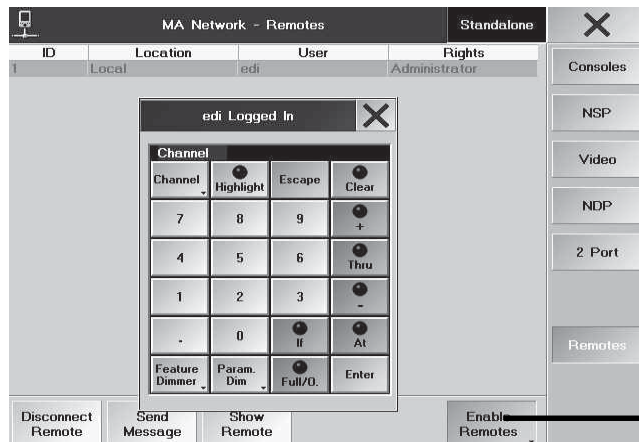 MA Network - Remotes
Standalone
ID Location User Rights
1 Local edi Administrator
Consoles
NSP
Video
NDP
2 Port
Remotes
edi Logged In
Channel
Channel Highlight Escape Clear
7 8 9 +
4 5 6 Thru
1 2 3 -
. 0 If At
Feature Dimmer Param. Dim Full/O. Enter
Disconnect Remote
Send Message
Show Remote
Enable Remotes